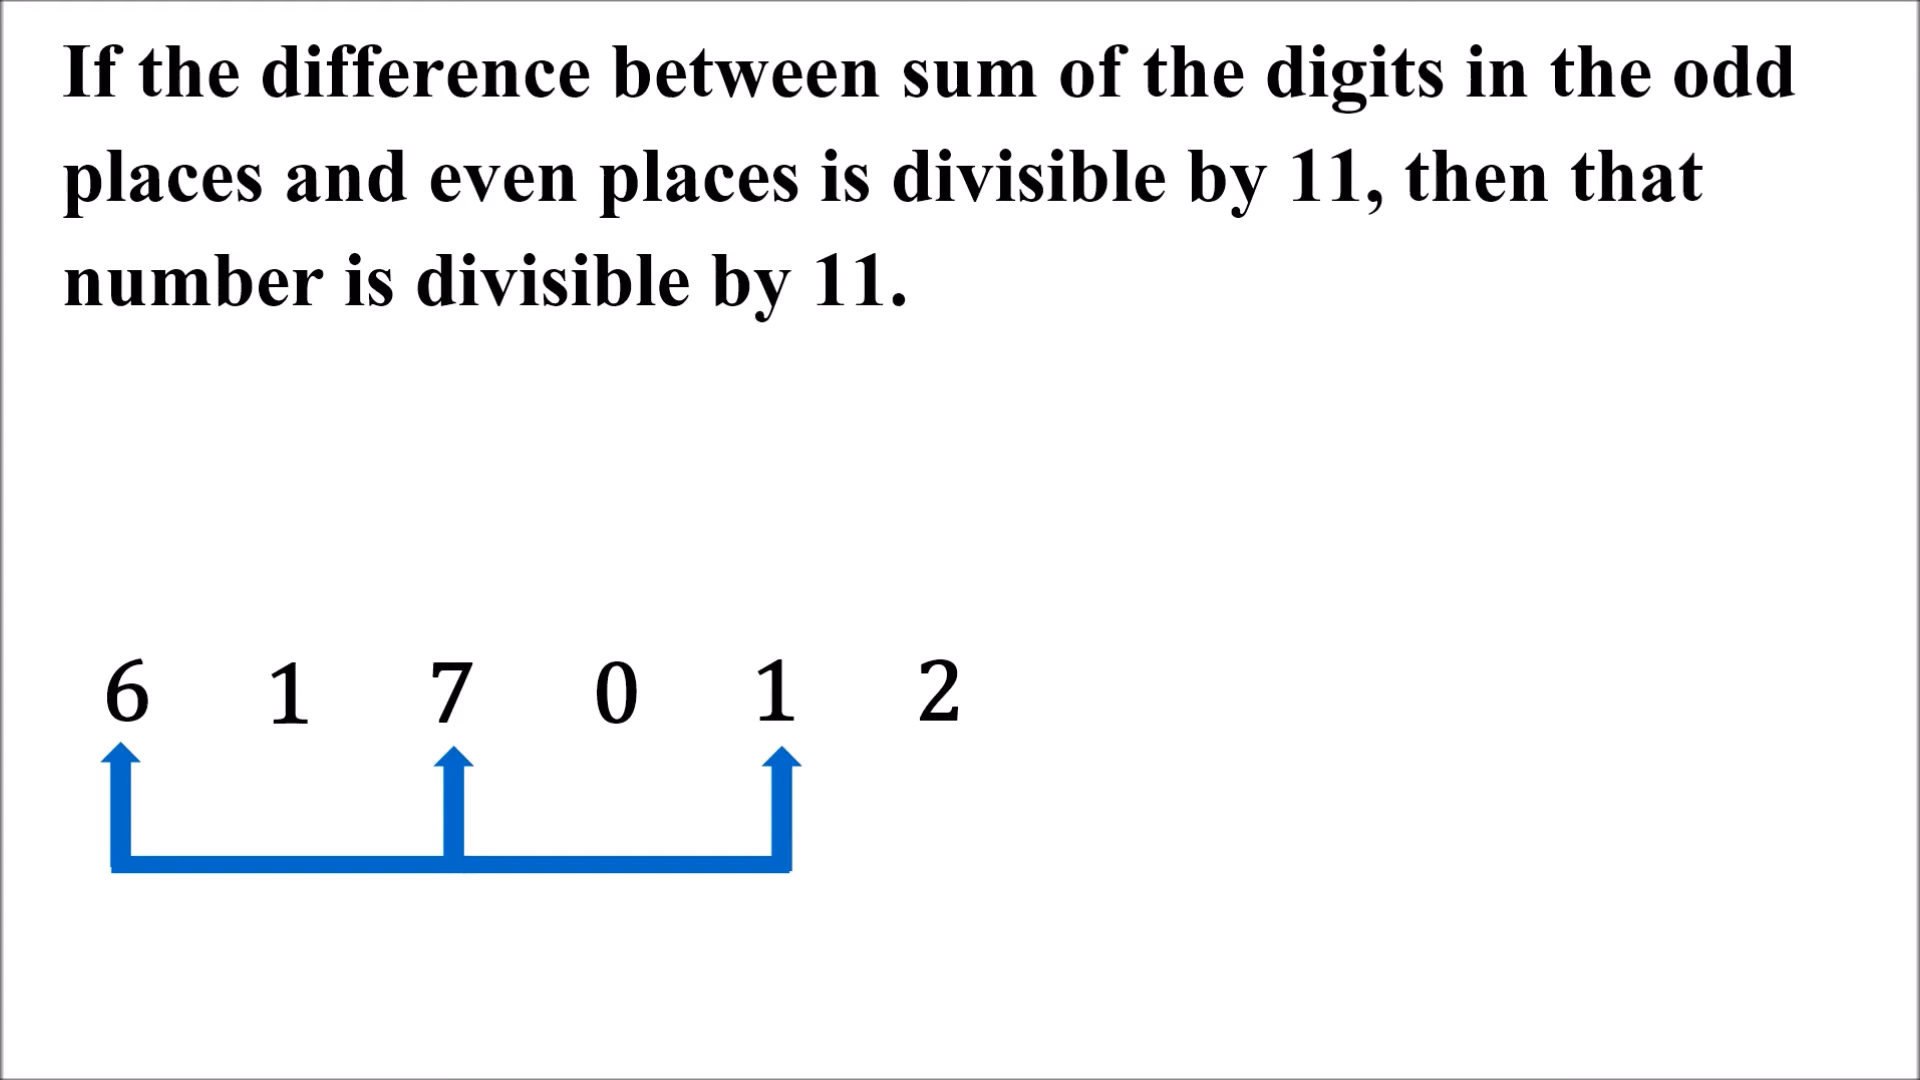 If the difference between sum of the digits in the odd
places and even places is divisible by 11, then that
number is divisible by 11.
6 1 7 0 1 2